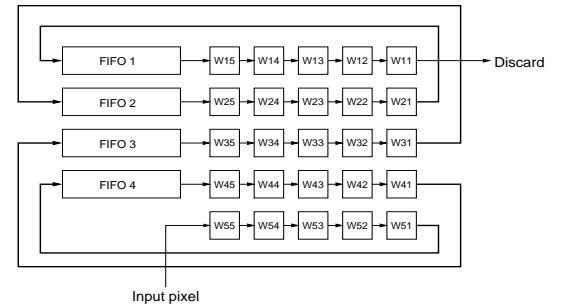 FIFO 1 W15 W14 W13 W12 W11 Discard
FIFO 2 W25 W24 W23 W22 W21
FIFO 3 W35 W34 W33 W32 W31
FIFO 4 W45 W44 W43 W42 W41
W55 W54 W53 W52 W51
Input pixel